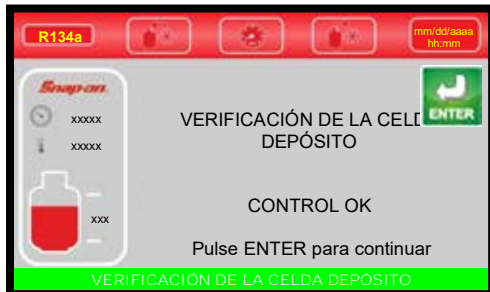 R134a
mm/dd/aaaa
hh:mm
Snap-on
xxxxx
xxxxx
xxx
ENTER
VERIFICACIÓN DE LA
DEPÓSITO
CONTROL OK
Pulse ENTER para continuar
VERIFICACIÓN DE LA CELDA DEPÓSITO